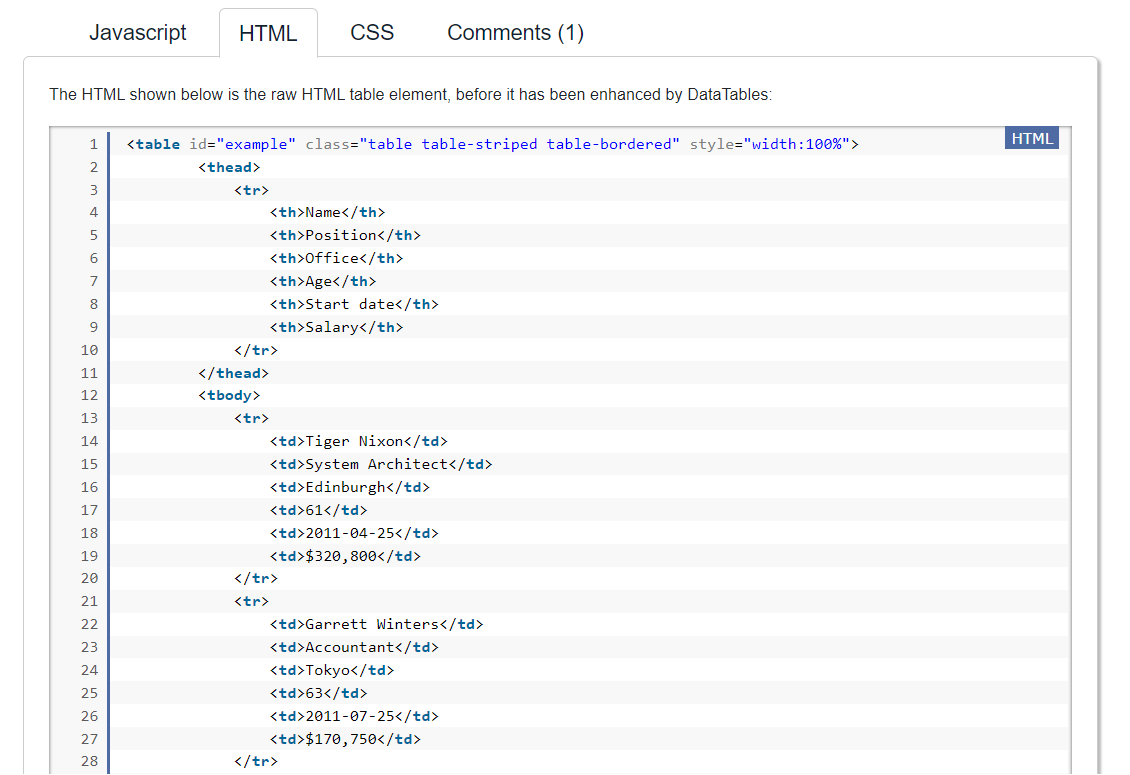 Javascript HTML CSS Comments (1)
The HTML shown below is the raw HTML table element, before it has been enhanced by DataTables:
HTML
1 <table id="example" class="table table-striped table-bordered" style="width:100%">
2         <thead>
3             <tr>
4                 <th>Name</th>
5                 <th>Position</th>
6                 <th>Office</th>
7                 <th>Age</th>
8                 <th>Start date</th>
9                 <th>Salary</th>
10             </tr>
11         </thead>
12         <tbody>
13             <tr>
14                 <td>Tiger Nixon</td>
15                 <td>System Architect</td>
16                 <td>Edinburgh</td>
17                 <td>61</td>
18                 <td>2011-04-25</td>
19                 <td>$320,800</td>
20             </tr>
21             <tr>
22                 <td>Garrett Winters</td>
23                 <td>Accountant</td>
24                 <td>Tokyo</td>
25                 <td>63</td>
26                 <td>2011-07-25</td>
27                 <td>$170,750</td>
28             </tr>